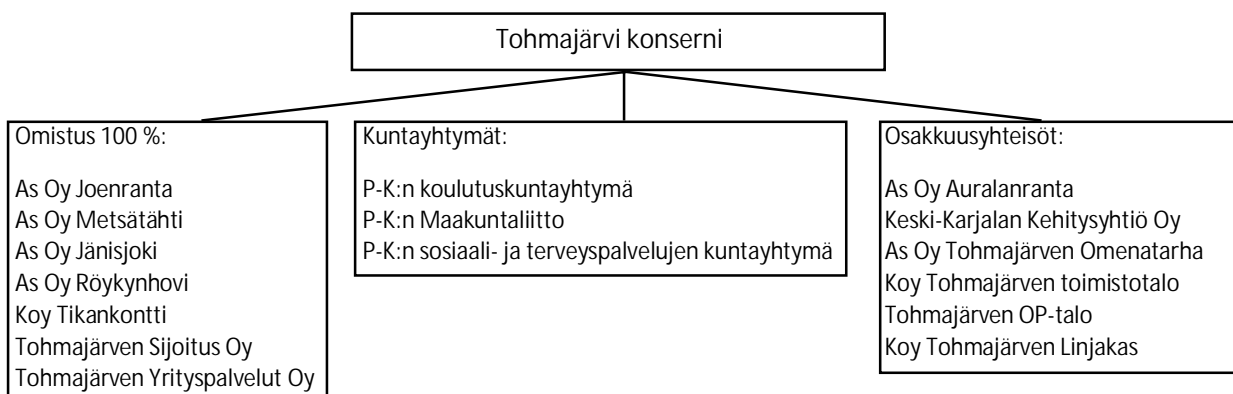 Tohmajärvi konserni
Omistus 100 %:
As Oy Joenranta
As Oy Metsätähti
As Oy Jänisjoki
As Oy Röykynhovi
Koy Tikankontti
Tohmajärven Sijoitus Oy
Tohmajärven Yrityspalvelut Oy
Kuntayhtymät:
P-K:n koulutuskuntayhtymä
P-K:n Maakuntaliitto
P-K:n sosiaali- ja terveyspalvelujen kuntayhtymä
Osakkuusyhteisöt:
As Oy Auralanranta
Keski-Karjalan Kehitysyhtiö Oy
As Oy Tohmajärven Omenatarha
Koy Tohmajärven toimistotalo
Tohmajärven OP-talo
Koy Tohmajärven Linjakas